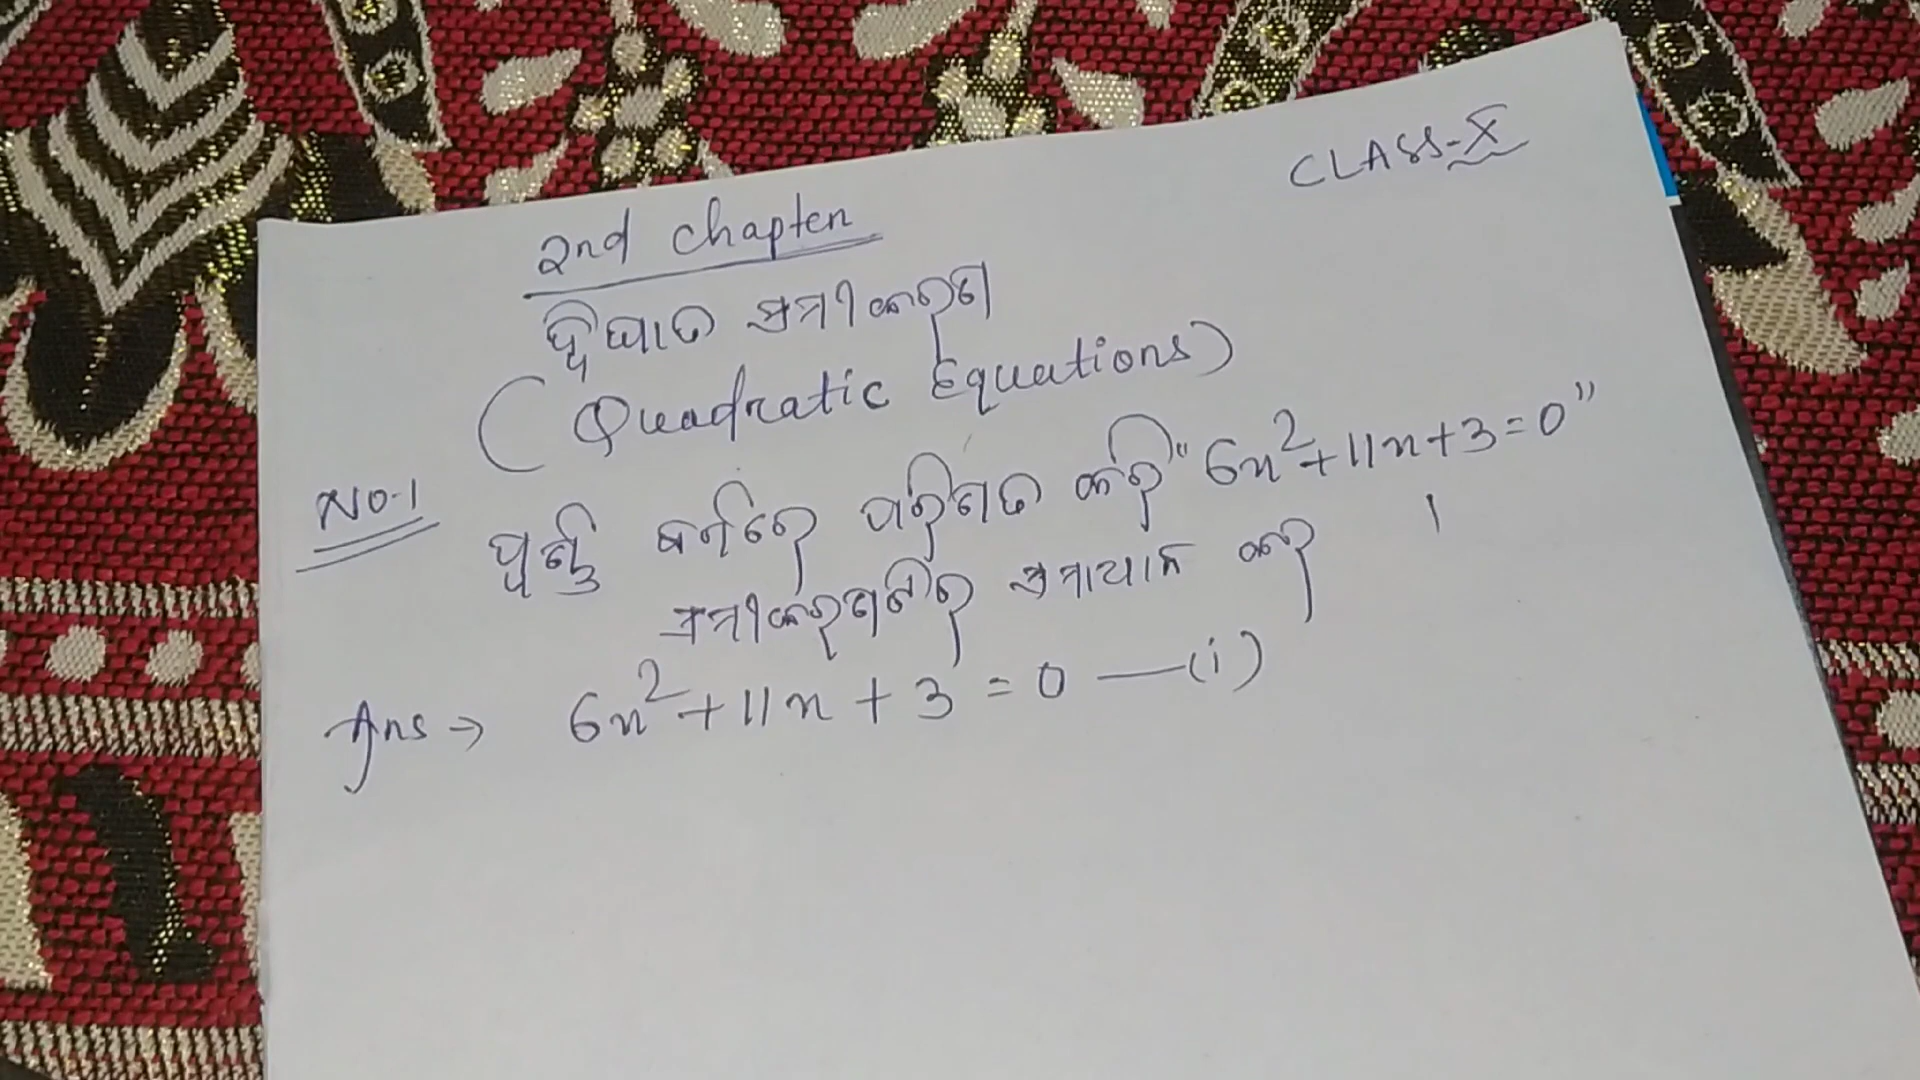 CLASS-X
2nd chapter
ଦ୍ୱିଘାତ ସମୀକରଣ
(Quadratic Equations)
NO-1 ପୂର୍ଣ୍ଣ ବର୍ଗରେ ପରିଣତ କରି "6x²+11x+3=0"
ସମୀକରଣଟିର ସମାଧାନ କର ।
Ans → 6x²+11x+3 = 0 —(i)